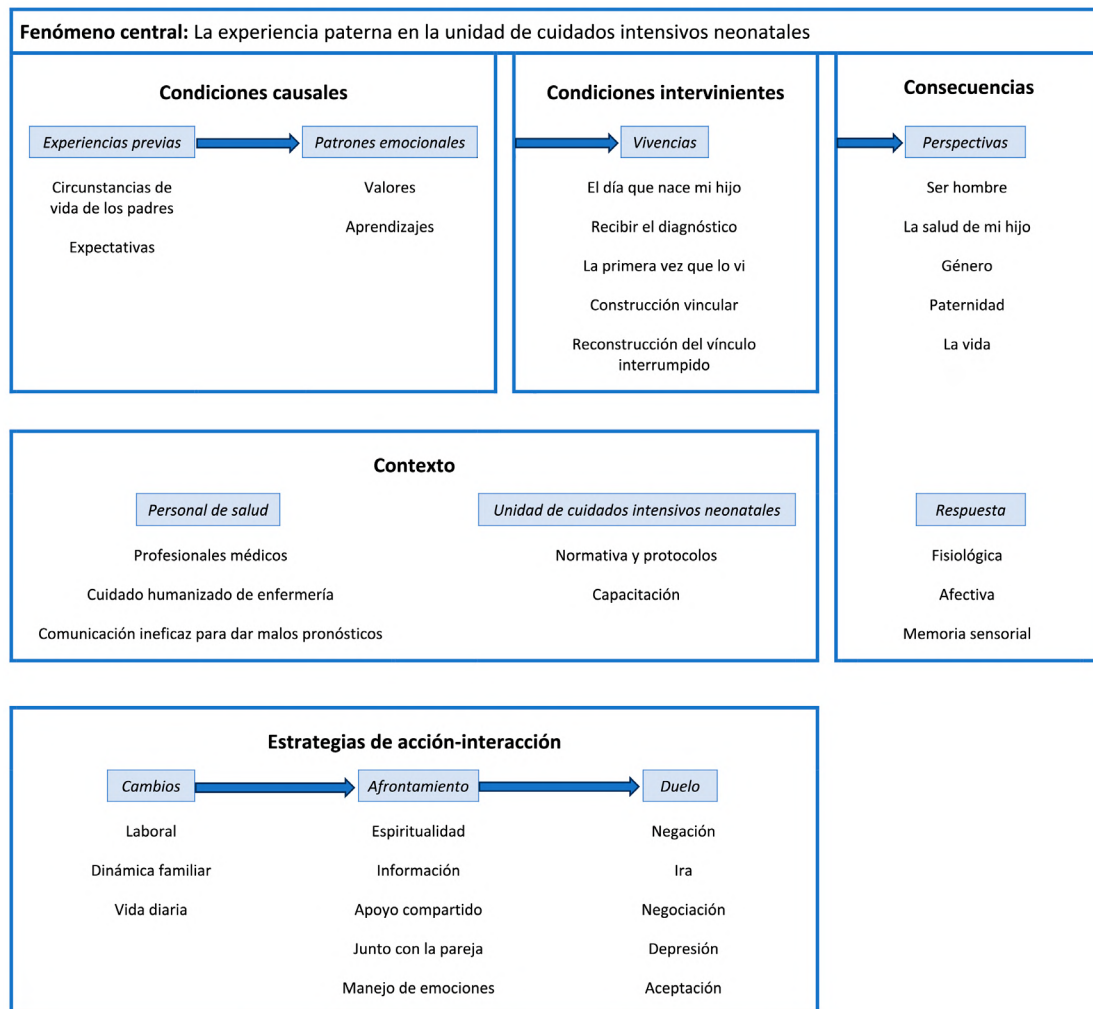 Fenómeno central: La experiencia paterna en la unidad de cuidados intensivos neonatales
Condiciones causales
Experiencias previas
Circunstancias de
vida de los padres
Expectativas
Patrones emocionales
Valores
Aprendizajes
Condiciones intervinientes
Vivencias
El día que nace mi hijo
Recibir el diagnóstico
La primera vez que lo vi
Construcción vincular
Reconstrucción del vínculo
interrumpido
Consecuencias
Perspectivas
Ser hombre
La salud de mi hijo
Género
Paternidad
La vida
Respuesta
Fisiológica
Afectiva
Memoria sensorial
Contexto
Personal de salud
Profesionales médicos
Cuidado humanizado de enfermería
Comunicación ineficaz para dar malos pronósticos
Unidad de cuidados intensivos neonatales
Normativa y protocolos
Capacitación
Estrategias de acción-interacción
Cambios
Laboral
Dinámica familiar
Vida diaria
Afrontamiento
Espiritualidad
Información
Apoyo compartido
Junto con la pareja
Manejo de emociones
Duelo
Negación
Ira
Negociación
Depresión
Aceptación